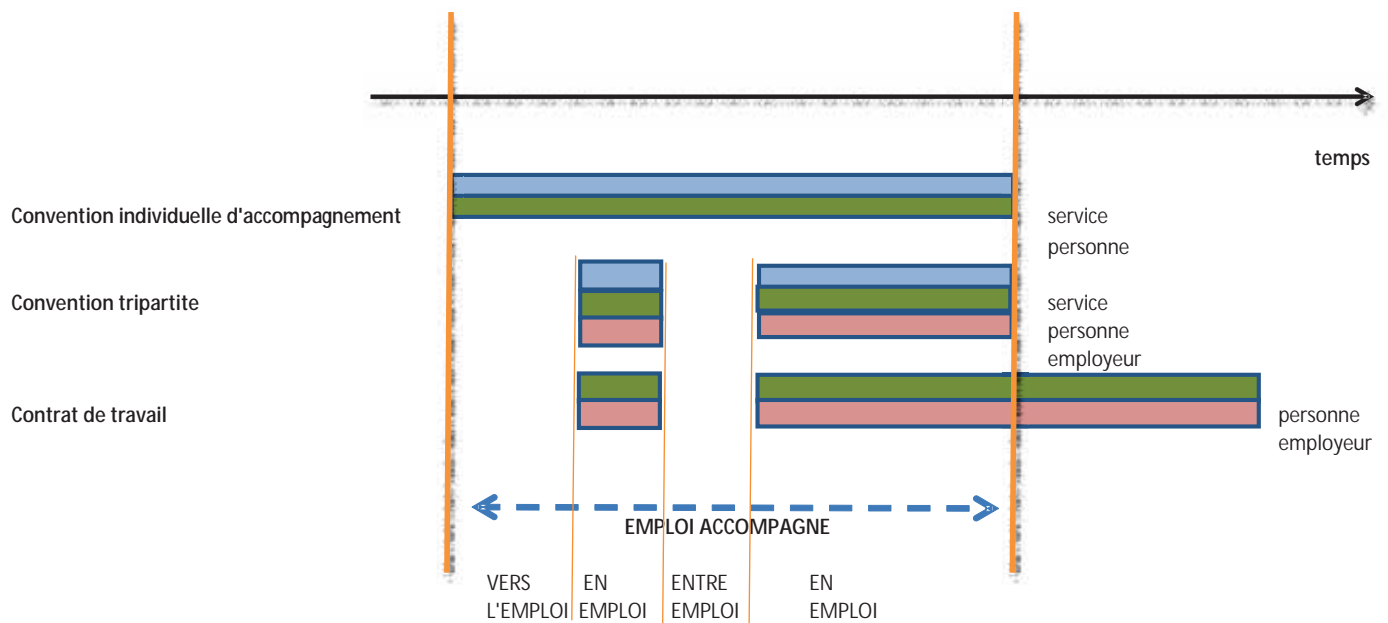 temps
Convention individuelle d'accompagnement
service
personne
Convention tripartite
service
personne
employeur
Contrat de travail
personne
employeur
EMPLOI ACCOMPAGNE
VERS
L'EMPLOI
EN
EMPLOI
ENTRE
EMPLOI
EN
EMPLOI